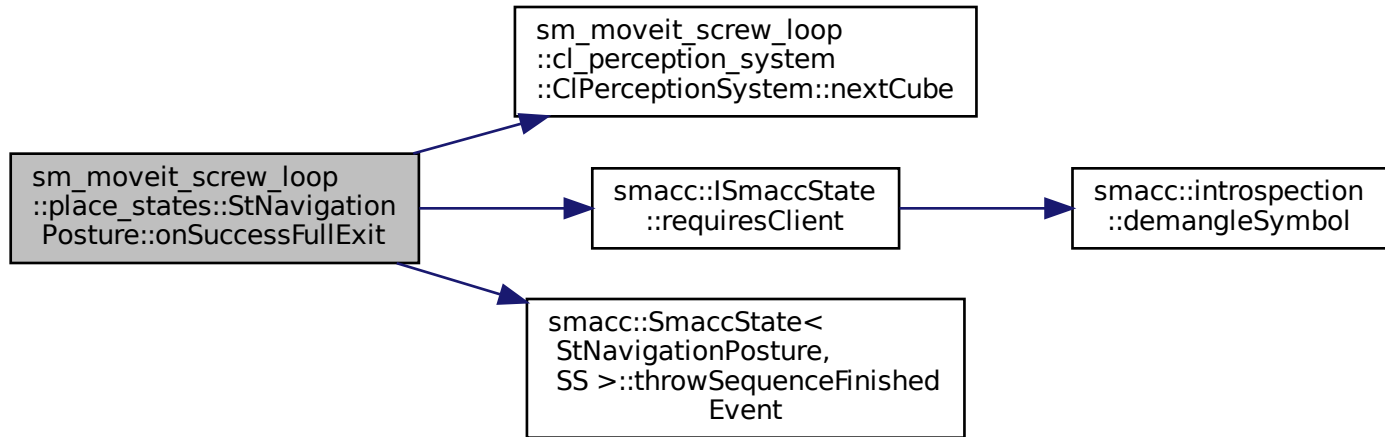 sm_moveit_screw_loop
::cl_perception_system
::ClPerceptionSystem::nextCube
sm_moveit_screw_loop
::place_states::StNavigation
Posture::onSuccessFullExit
smacc::ISmaccState
::requiresClient
smacc::introspection
::demangleSymbol
smacc::SmaccState<
StNavigationPosture,
SS >::throwSequenceFinished
Event